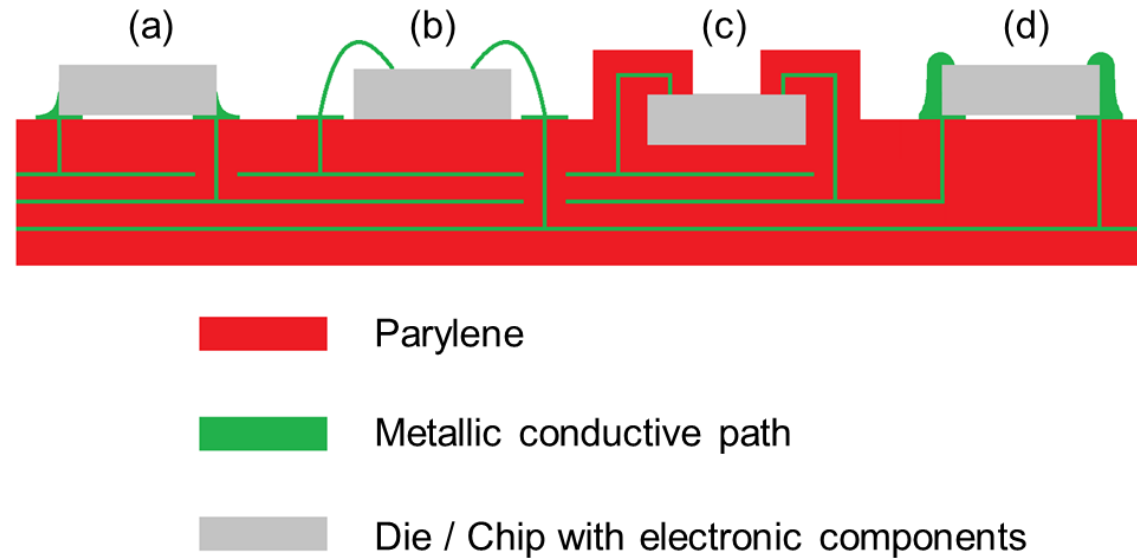 (a) (b) (c) (d)
Parylene
Metallic conductive path
Die / Chip with electronic components